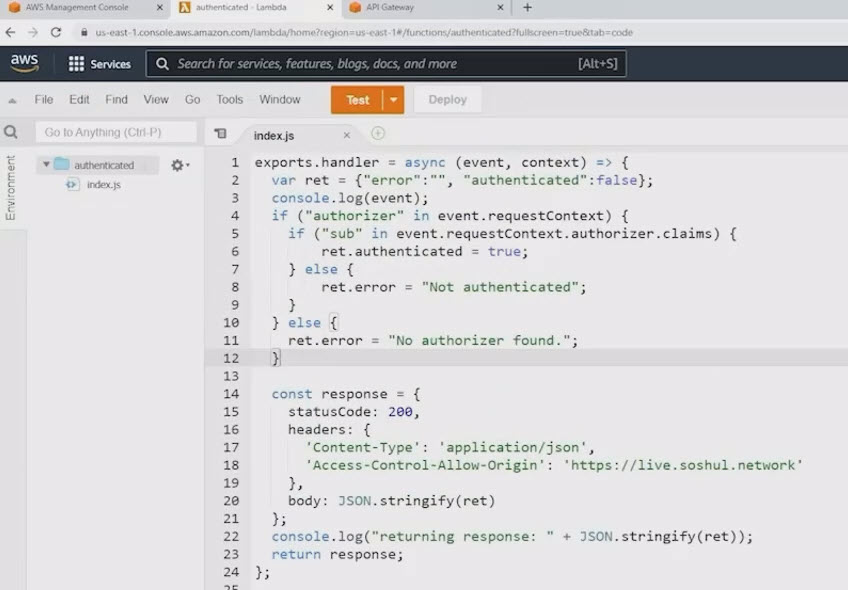 AWS Management Console
authenticated - Lambda
API Gateway
us-east-1.console.aws.amazon.com/lambda/home?region=us-east-1#/functions/authenticated?fullscreen=true&tab=code
aws
Services
Search for services, features, blogs, docs, and more
[Alt+S]
File Edit Find View Go Tools Window
Test
Deploy
Go to Anything (Ctrl-P)
index.js
Environment
authenticated
index.js
1 exports.handler = async (event, context) => {
2 var ret = {"error":"", "authenticated":false};
3 console.log(event);
4 if ("authorizer" in event.requestContext) {
5 if ("sub" in event.requestContext.authorizer.claims) {
6 ret.authenticated = true;
7 } else {
8 ret.error = "Not authenticated";
9 }
10 } else {
11 ret.error = "No authorizer found.";
12 }
13
14 const response = {
15 statusCode: 200,
16 headers: {
17 'Content-Type': 'application/json',
18 'Access-Control-Allow-Origin': 'https://live.soshul.network'
19 },
20 body: JSON.stringify(ret)
21 };
22 console.log("returning response: " + JSON.stringify(ret));
23 return response;
24 };
25